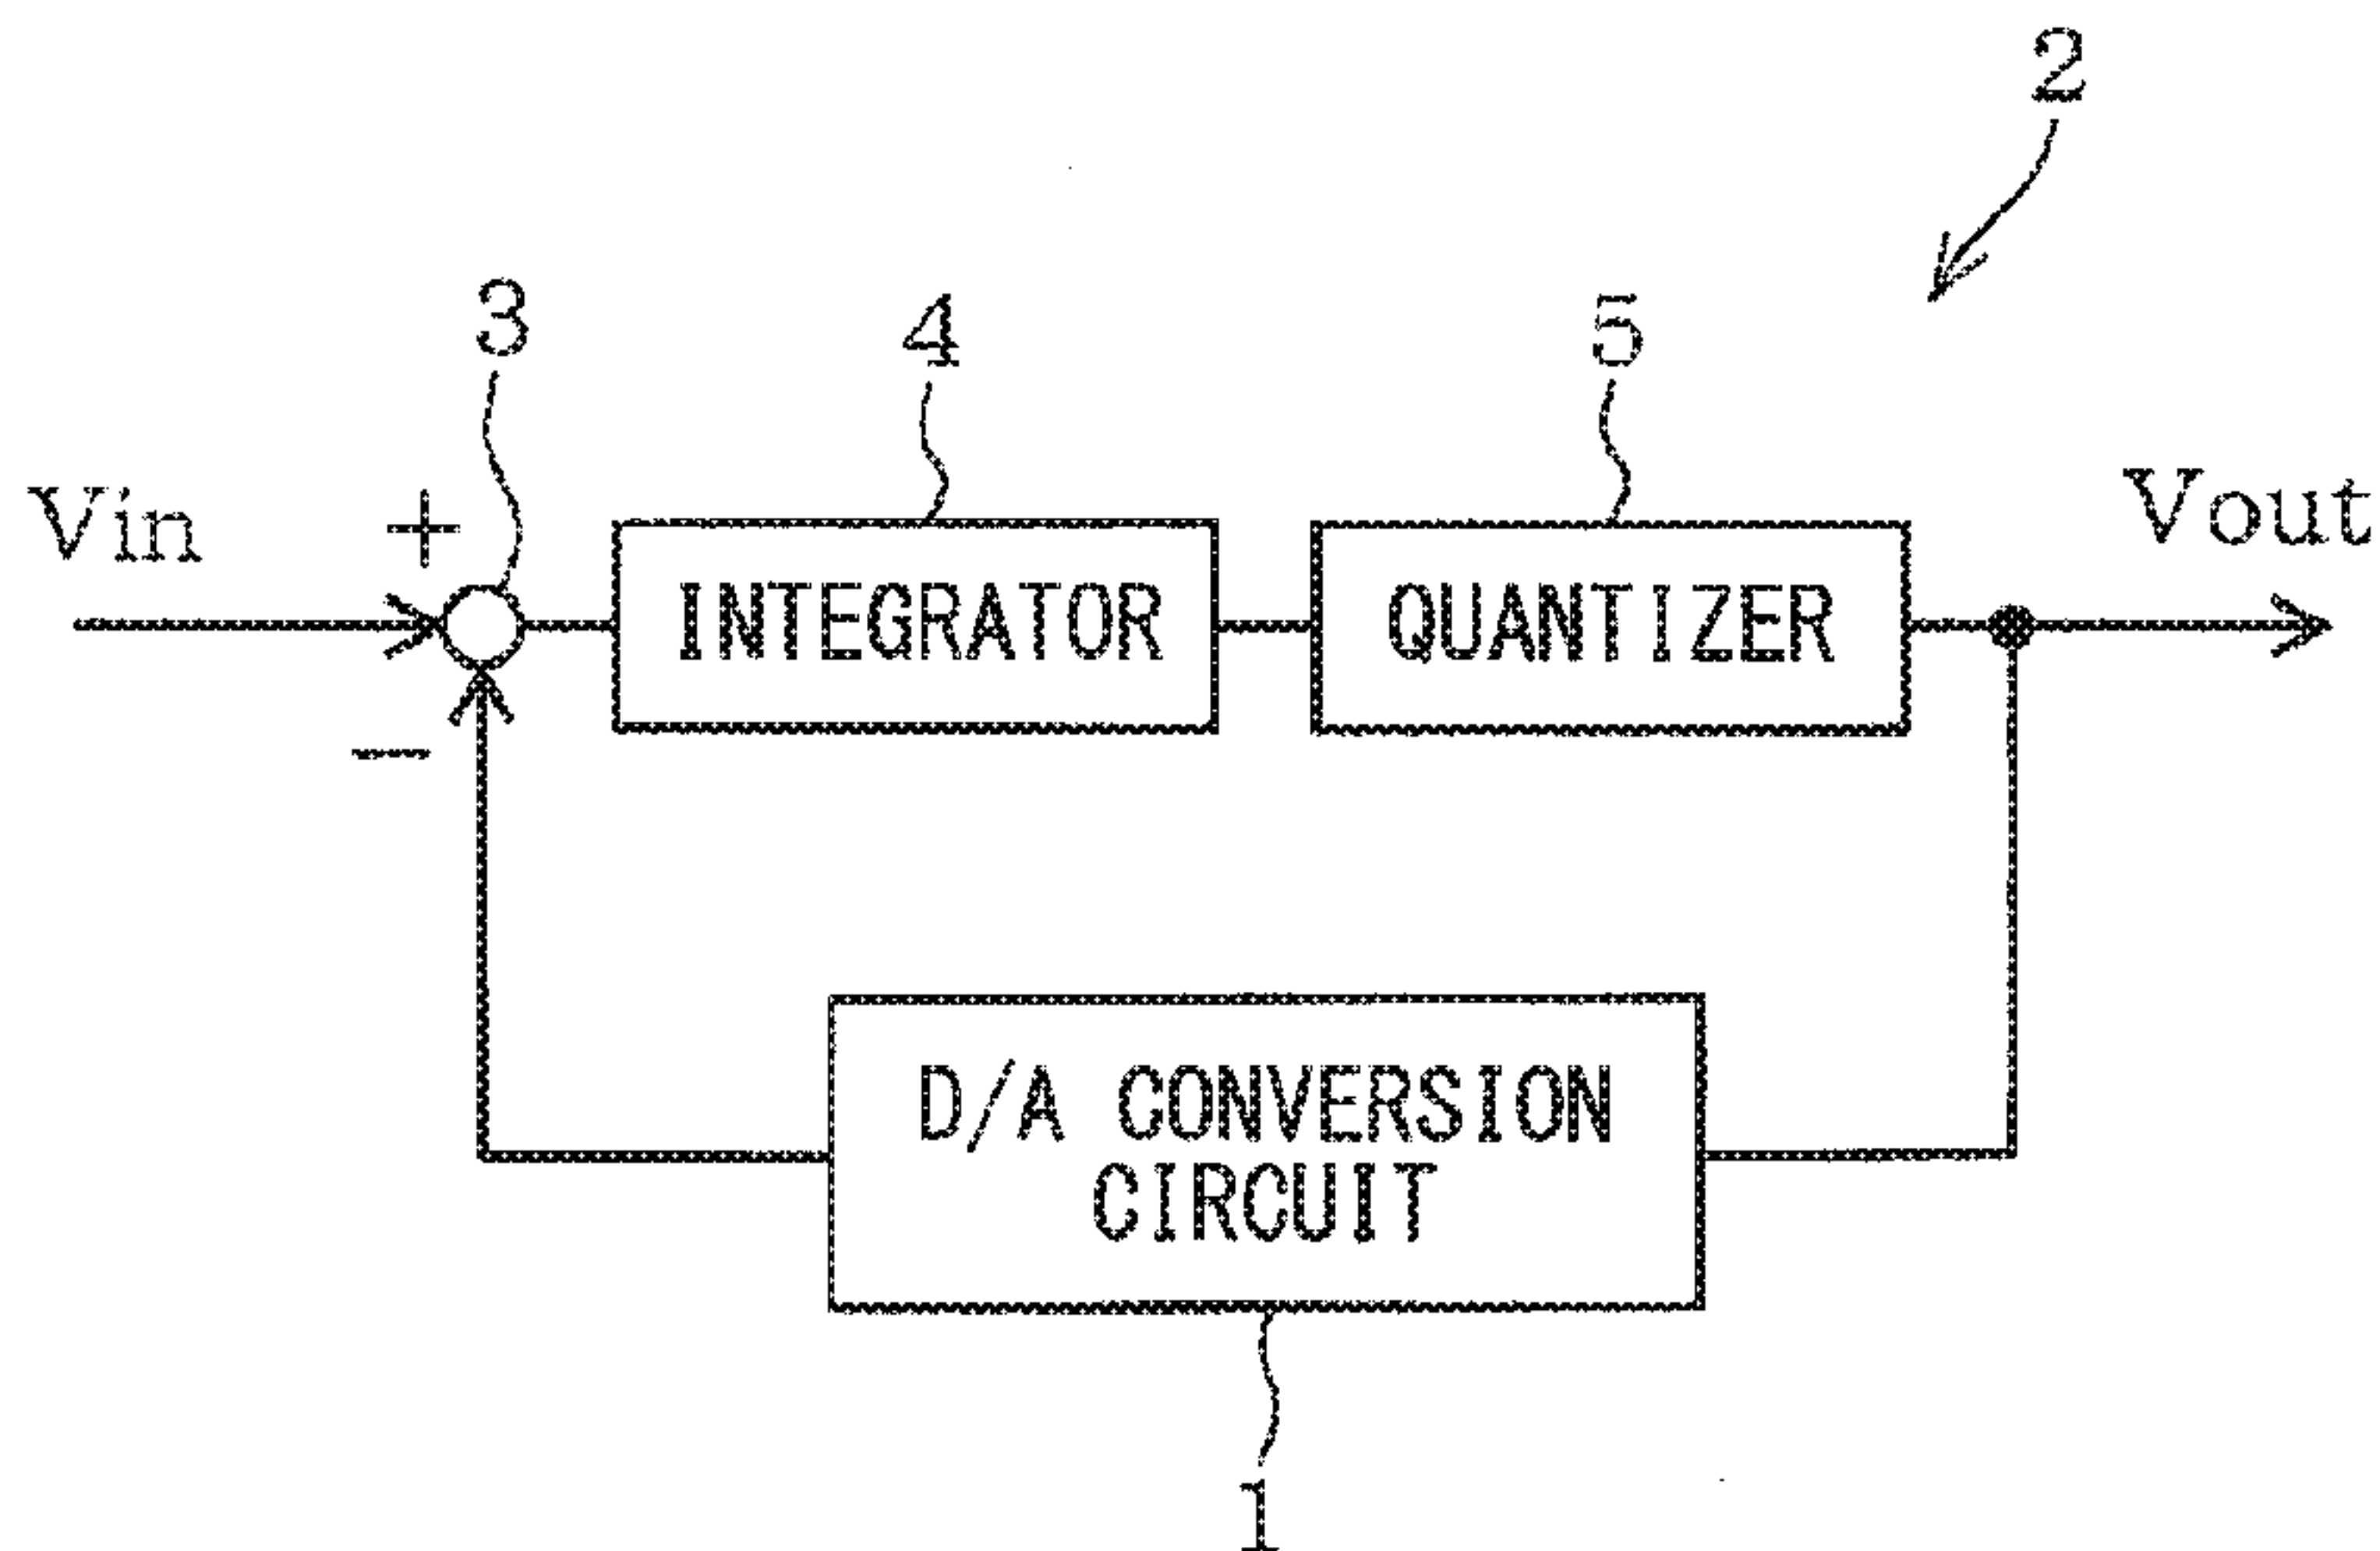 2
3
4
5
Vin
+
INTEGRATOR
QUANTIZER
Vout
−
D/A CONVERSION
CIRCUIT
1